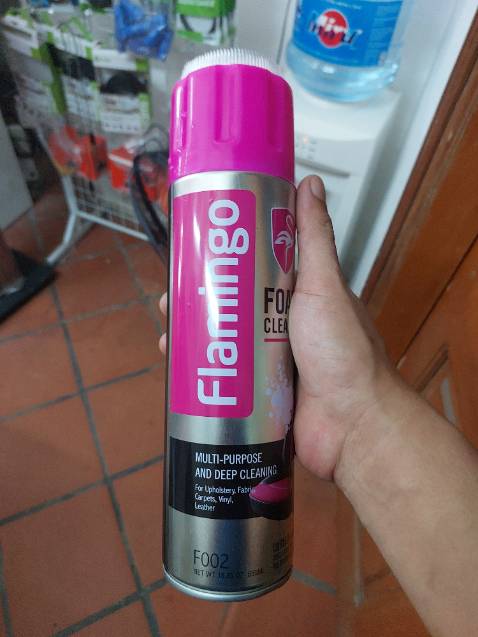 Flamingo
FOA
CLEA
MULTI-PURPOSE
AND DEEP CLEANING
For Upholstery, Fabric
Carpets, Vinyl,
Leather
F002